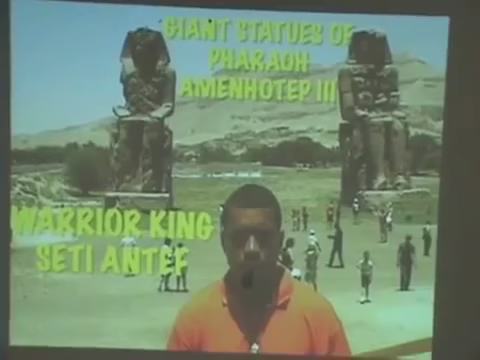 GIANT STATUES OF
PHARAOH
AMENHOTEP III
WARRIOR KING
SETI ANTEF